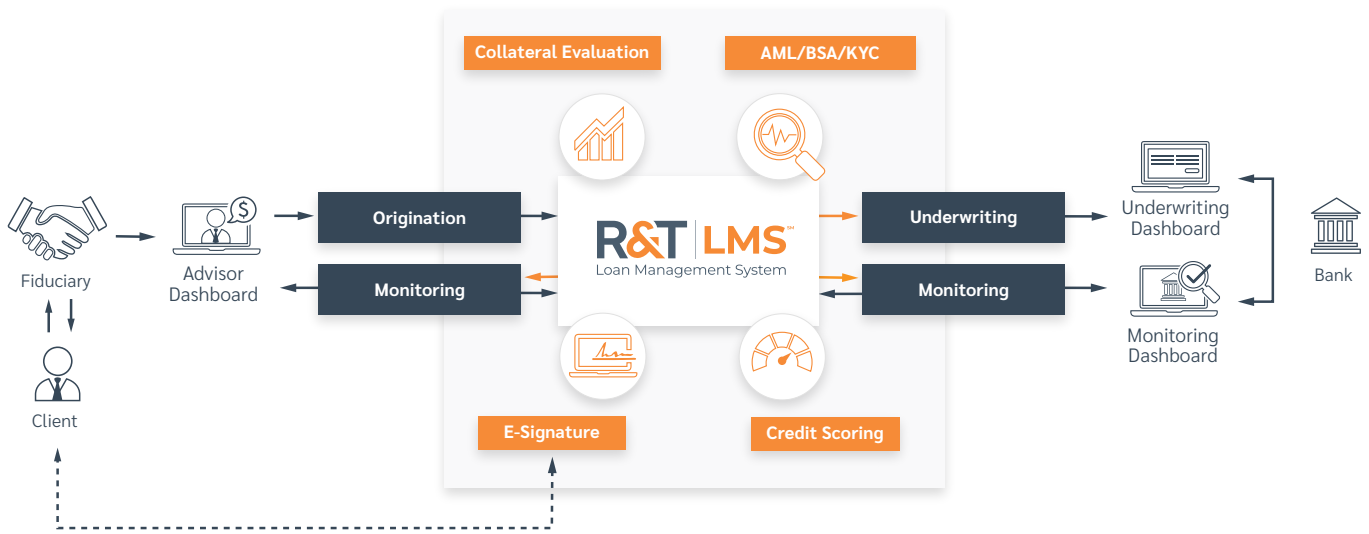 Collateral Evaluation
AML/BSA/KYC
$
Origination
Underwriting
R&T | LMS℠
Loan Management System
Underwriting
Dashboard
Advisor
Dashboard
Fiduciary
Monitoring
Monitoring
Bank
Monitoring
Dashboard
Client
E-Signature
Credit Scoring